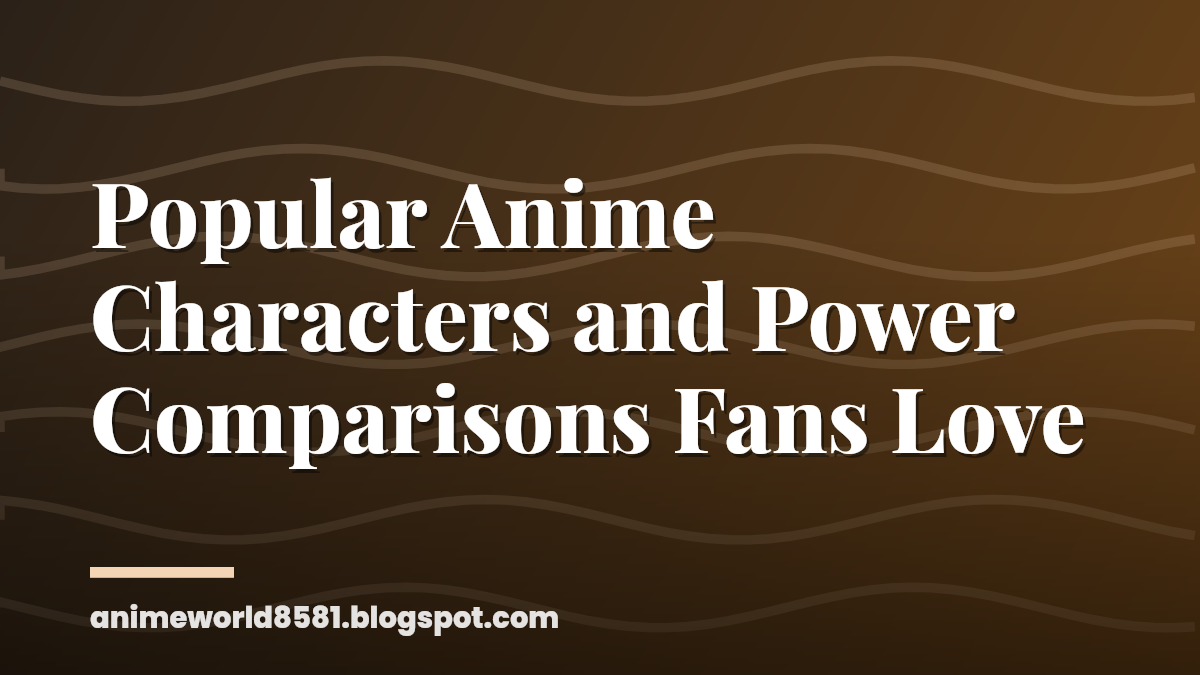 Popular Anime
Characters and Power
Comparisons Fans Love
animeworld8581.blogspot.com